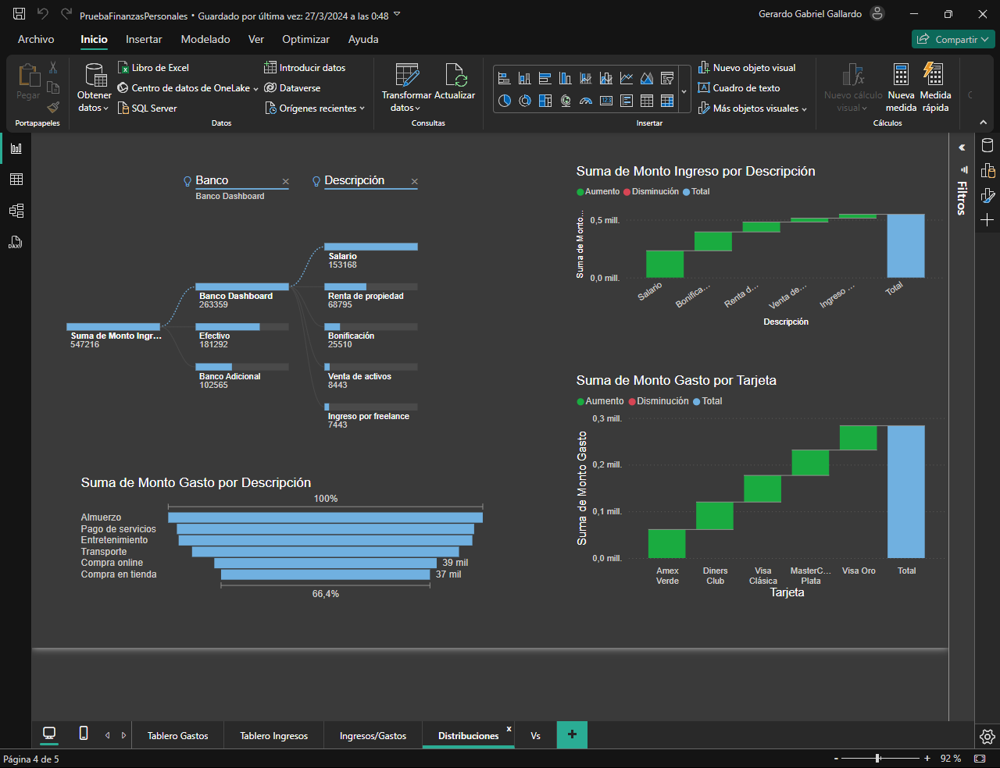 PruebaFinanzasPersonales • Guardado por última vez: 27/3/2024 a las 0:48
Gerardo Gabriel Gallardo
Archivo Inicio Insertar Modelado Ver Optimizar Ayuda
Compartir
Pegar
Portapapeles
Obtener datos
Libro de Excel
Centro de datos de OneLake
SQL Server
Introducir datos
Dataverse
Orígenes recientes
Datos
Transformar datos
Actualizar
Consultas
Insertar
Nuevo objeto visual
Cuadro de texto
Más objetos visuales
Nuevo cálculo visual
Nueva medida
Medida rápida
Cálculos
Filtros
Banco
Banco Dashboard
Descripción
Suma de Monto Ingr...
547216
Banco Dashboard
263359
Efectivo
181292
Banco Adicional
102565
Salario
153168
Renta de propiedad
68795
Bonificación
25510
Venta de activos
8443
Ingreso por freelance
7443
Suma de Monto Ingreso por Descripción
Aumento Disminución Total
Suma de Monto...
0,5 mill.
0,0 mill.
Salario Bonifica... Renta d... Venta de... Ingreso ... Total
Descripción
Suma de Monto Gasto por Descripción
100%
Almuerzo
Pago de servicios
Entretenimiento
Transporte
Compra online 39 mil
Compra en tienda 37 mil
66,4%
Suma de Monto Gasto por Tarjeta
Aumento Disminución Total
Suma de Monto Gasto
0,3 mill.
0,2 mill.
0,1 mill.
0,0 mill.
Amex Verde
Diners Club
Visa Clásica
MasterC... Plata
Visa Oro
Total
Tarjeta
Tablero Gastos Tablero Ingresos Ingresos/Gastos Distribuciones x Vs +
Página 4 de 5
- + 92 %